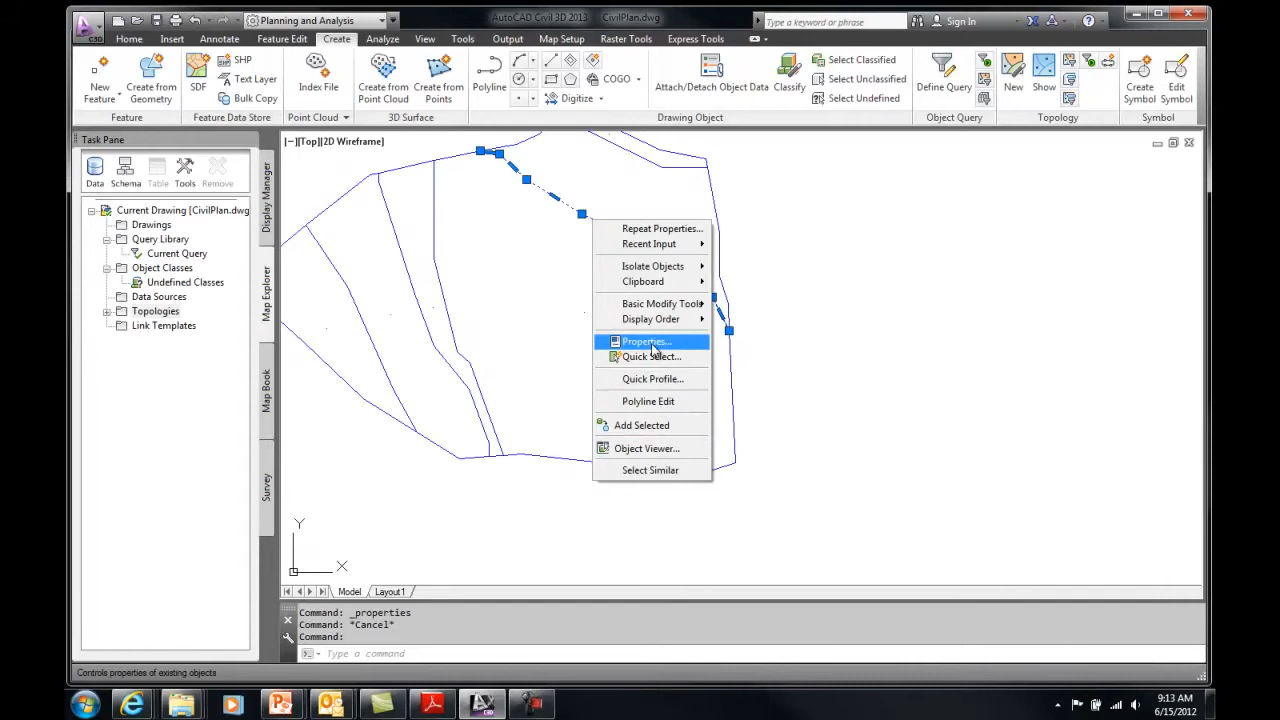 Planning and Analysis
AutoCAD Civil 3D 2013 CivilPlan.dwg
Type a keyword or phrase
Sign In
C3D
Home Insert Annotate Feature Edit Create Analyze View Tools Output Map Setup Raster Tools Express Tools
New Feature
Create from Geometry
SDF
SHP
Text Layer
Bulk Copy
Index File
Create from Point Cloud
Create from Points
Polyline
COGO
Digitize
Attach/Detach Object Data
Classify
Select Classified
Select Unclassified
Select Undefined
Define Query
New
Show
Create Symbol
Edit Symbol
Feature Feature Data Store Point Cloud 3D Surface Drawing Object Object Query Topology Symbol
Task Pane
Data Schema Table Tools Remove
Current Drawing [CivilPlan.dwg]
Drawings
Query Library
Current Query
Object Classes
Undefined Classes
Data Sources
Topologies
Link Templates
Display Manager
Map Explorer
Map Book
Survey
[−][Top][2D Wireframe]
Repeat Properties...
Recent Input
Isolate Objects
Clipboard
Basic Modify Tools
Display Order
Properties...
Quick Select...
Quick Profile...
Polyline Edit
Add Selected
Object Viewer...
Select Similar
Y
X
Model Layout1
Command: _properties
Command: *Cancel*
Command:
Type a command
Controls properties of existing objects
9:13 AM
6/15/2012